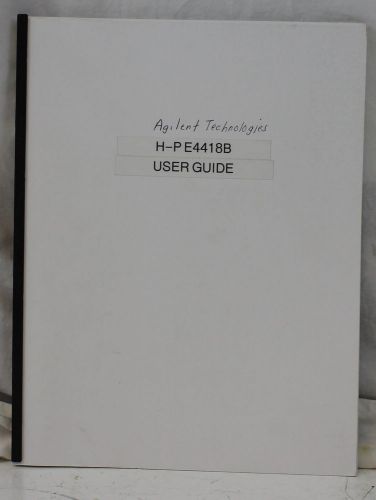 Agilent Technologies
H-P E4418B
USER GUIDE